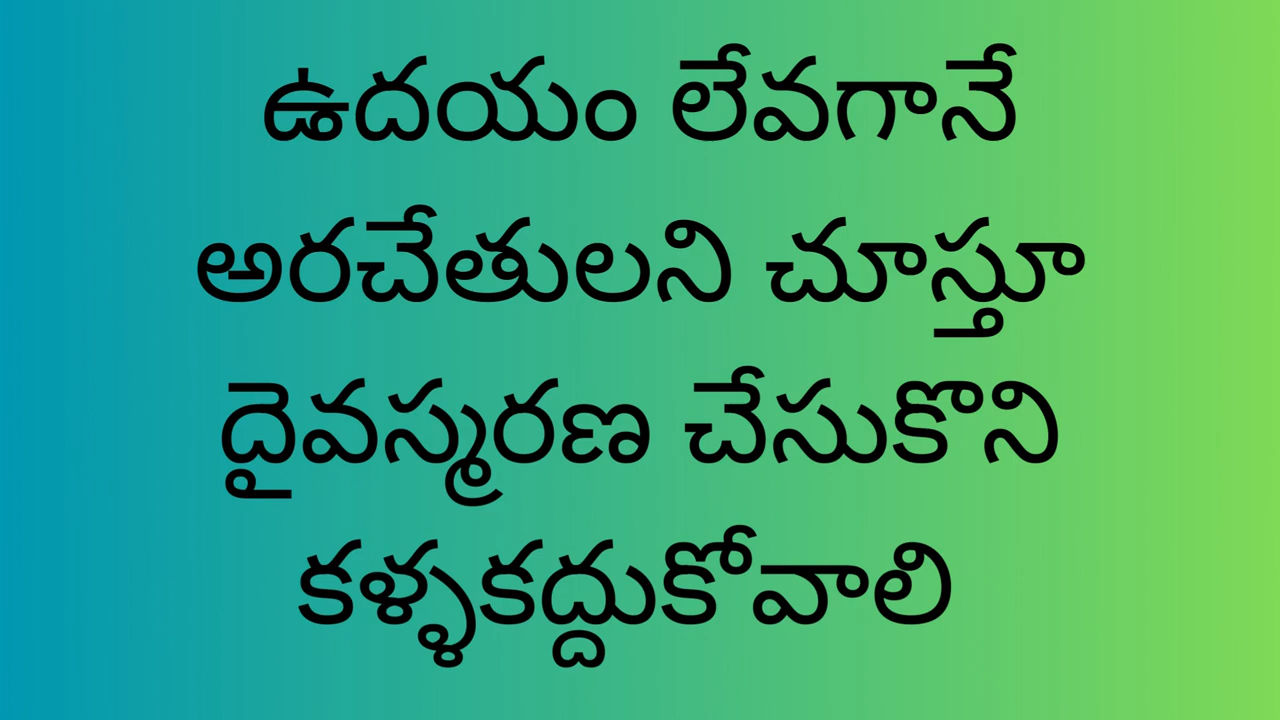 ఉదయం లేవగానే
అరచేతులని చూస్తూ
దైవస్మరణ చేసుకొని
కళ్ళకద్దుకోవాలి